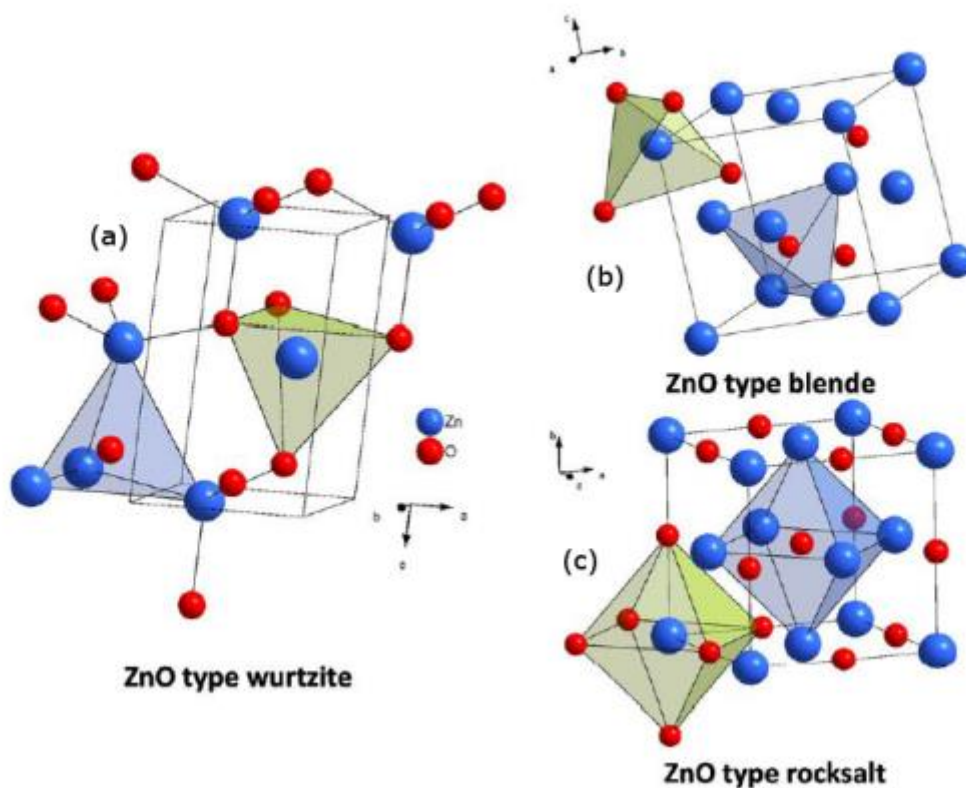 (a)
Zn
O
b
a
c
ZnO type wurtzite
c
b
a
(b)
ZnO type blende
b
a
c
(c)
ZnO type rocksalt